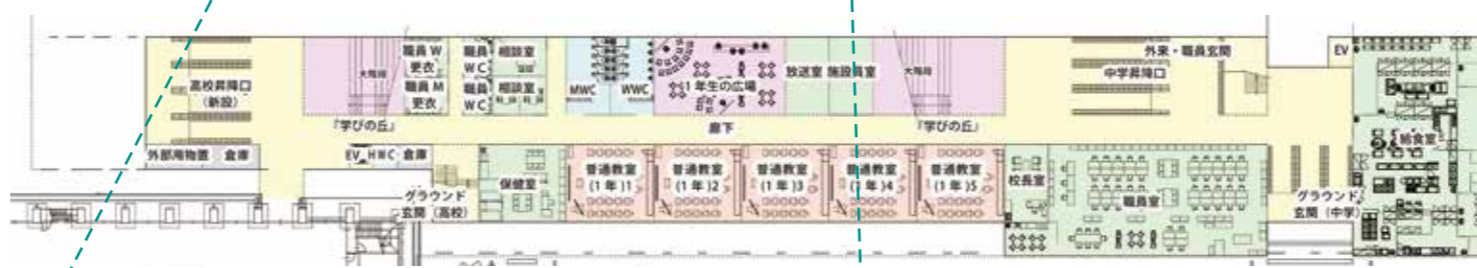 外来・職員玄関
EV
高校昇降口
(新設)
大階段
職員 W
更衣
職員 M
更衣
職員
WC
職員
WC
相談室
相談室
MWC
WWC
1年生の広場
放送室
施設員室
大階段
中学昇降口
給食室
『学びの丘』
廊下
『学びの丘』
外部用物置
倉庫
EV
HWC
倉庫
保健室
普通教室
(1年)1
普通教室
(1年)2
普通教室
(1年)3
普通教室
(1年)4
普通教室
(1年)5
校長室
職員室
グラウンド
玄関（高校）
グラウンド
玄関（中学）